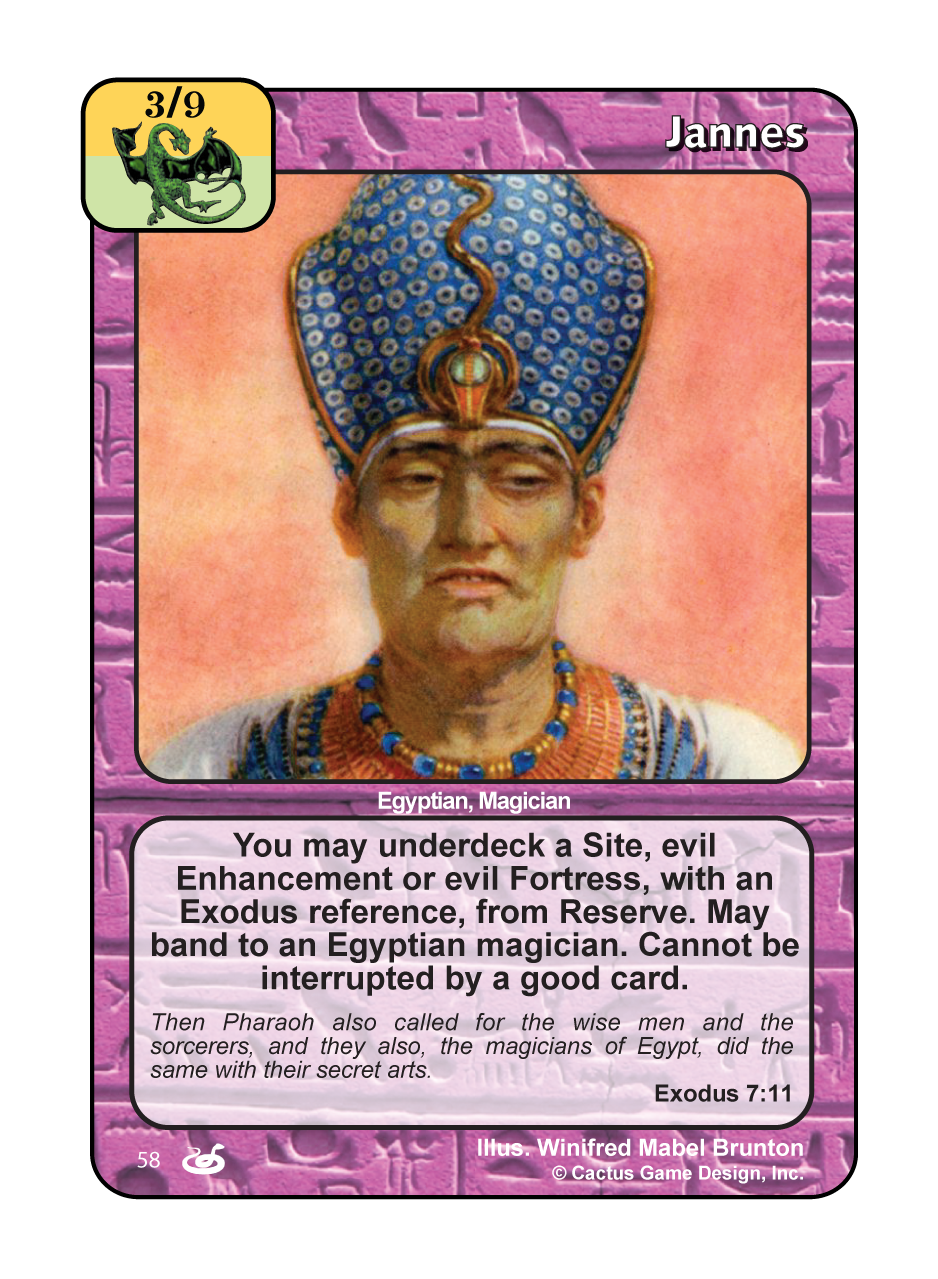 3/9
Jannes
Egyptian, Magician
You may underdeck a Site, evil
Enhancement or evil Fortress, with an
Exodus reference, from Reserve. May
band to an Egyptian magician. Cannot be
interrupted by a good card.
Then Pharaoh also called for the wise men and the
sorcerers, and they also, the magicians of Egypt, did the
same with their secret arts.
Exodus 7:11
58
Illus. Winifred Mabel Brunton
© Cactus Game Design, Inc.